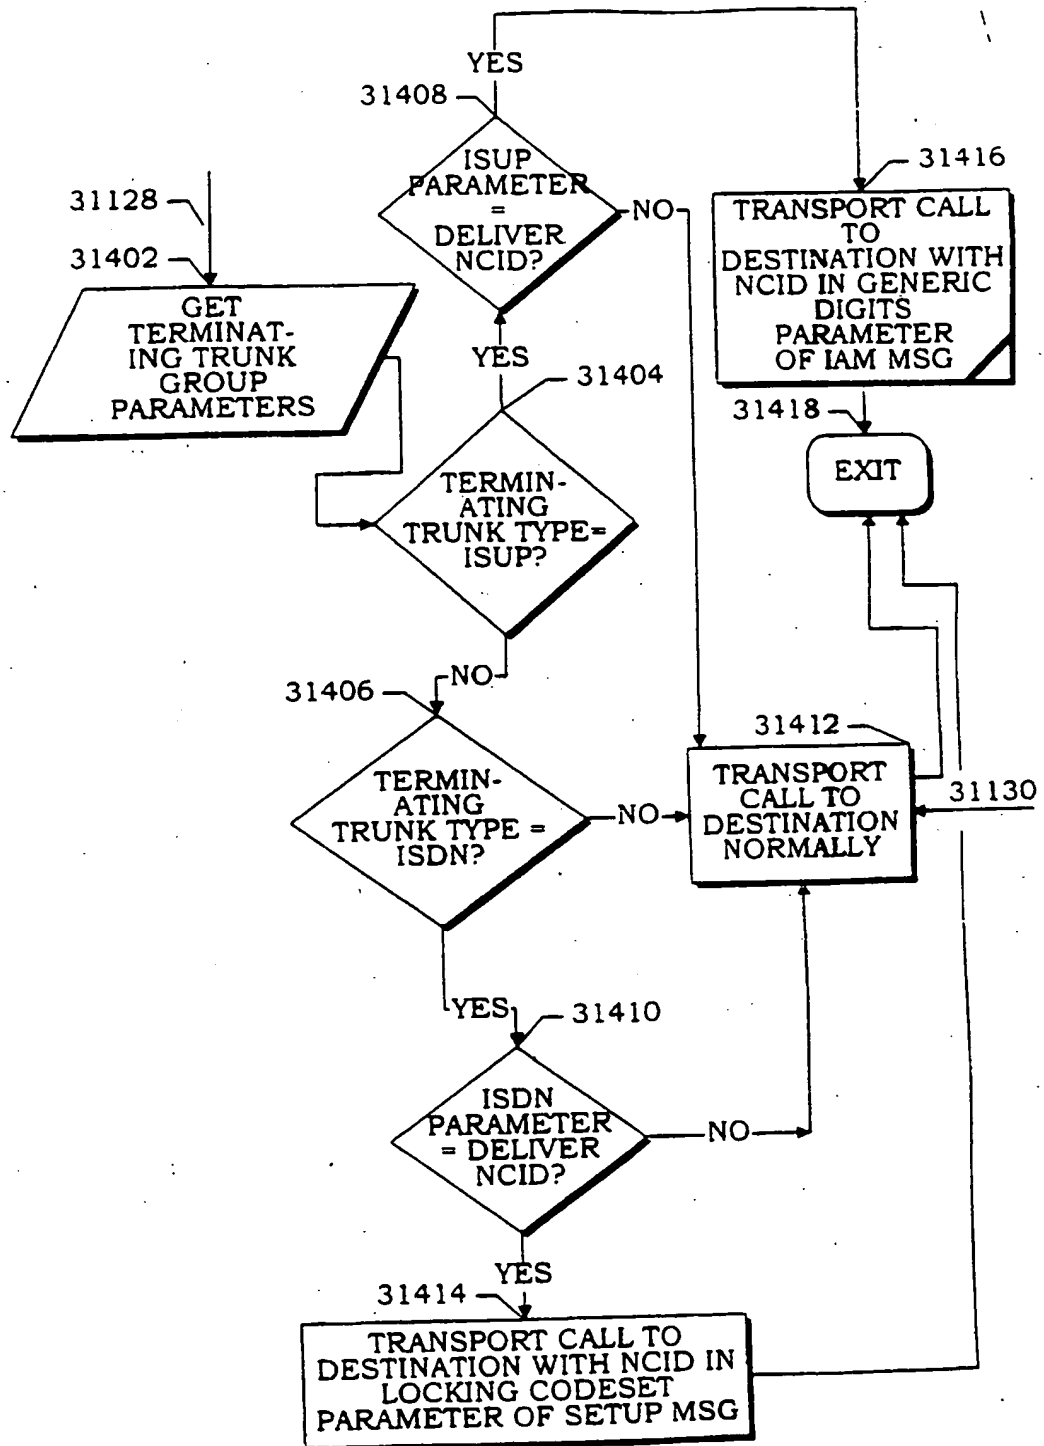 YES
31408
ISUP
PARAMETER
=
DELIVER
NCID?
NO
31416
TRANSPORT CALL
TO
DESTINATION WITH
NCID IN GENERIC
DIGITS
PARAMETER
OF IAM MSG
31128
31402
GET
TERMINAT-
ING TRUNK
GROUP
PARAMETERS
YES
31404
TERMIN-
ATING
TRUNK TYPE=
ISUP?
31418
EXIT
NO
31406
TERMIN-
ATING
TRUNK TYPE =
ISDN?
NO
31412
TRANSPORT
CALL TO
DESTINATION
NORMALLY
31130
YES
31410
ISDN
PARAMETER
= DELIVER
NCID?
NO
YES
31414
TRANSPORT CALL TO
DESTINATION WITH NCID IN
LOCKING CODESET
PARAMETER OF SETUP MSG